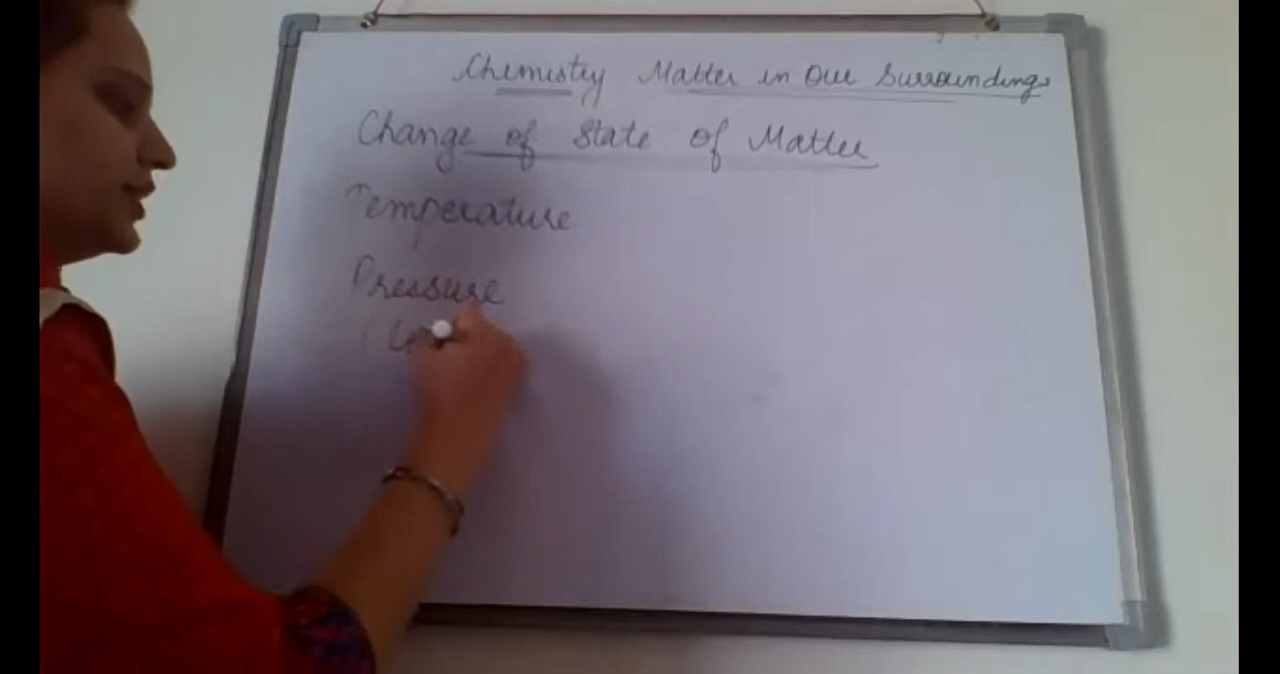 Chemistry Matter in Our Surroundings
Change of State of Matter
Temperature
Pressure